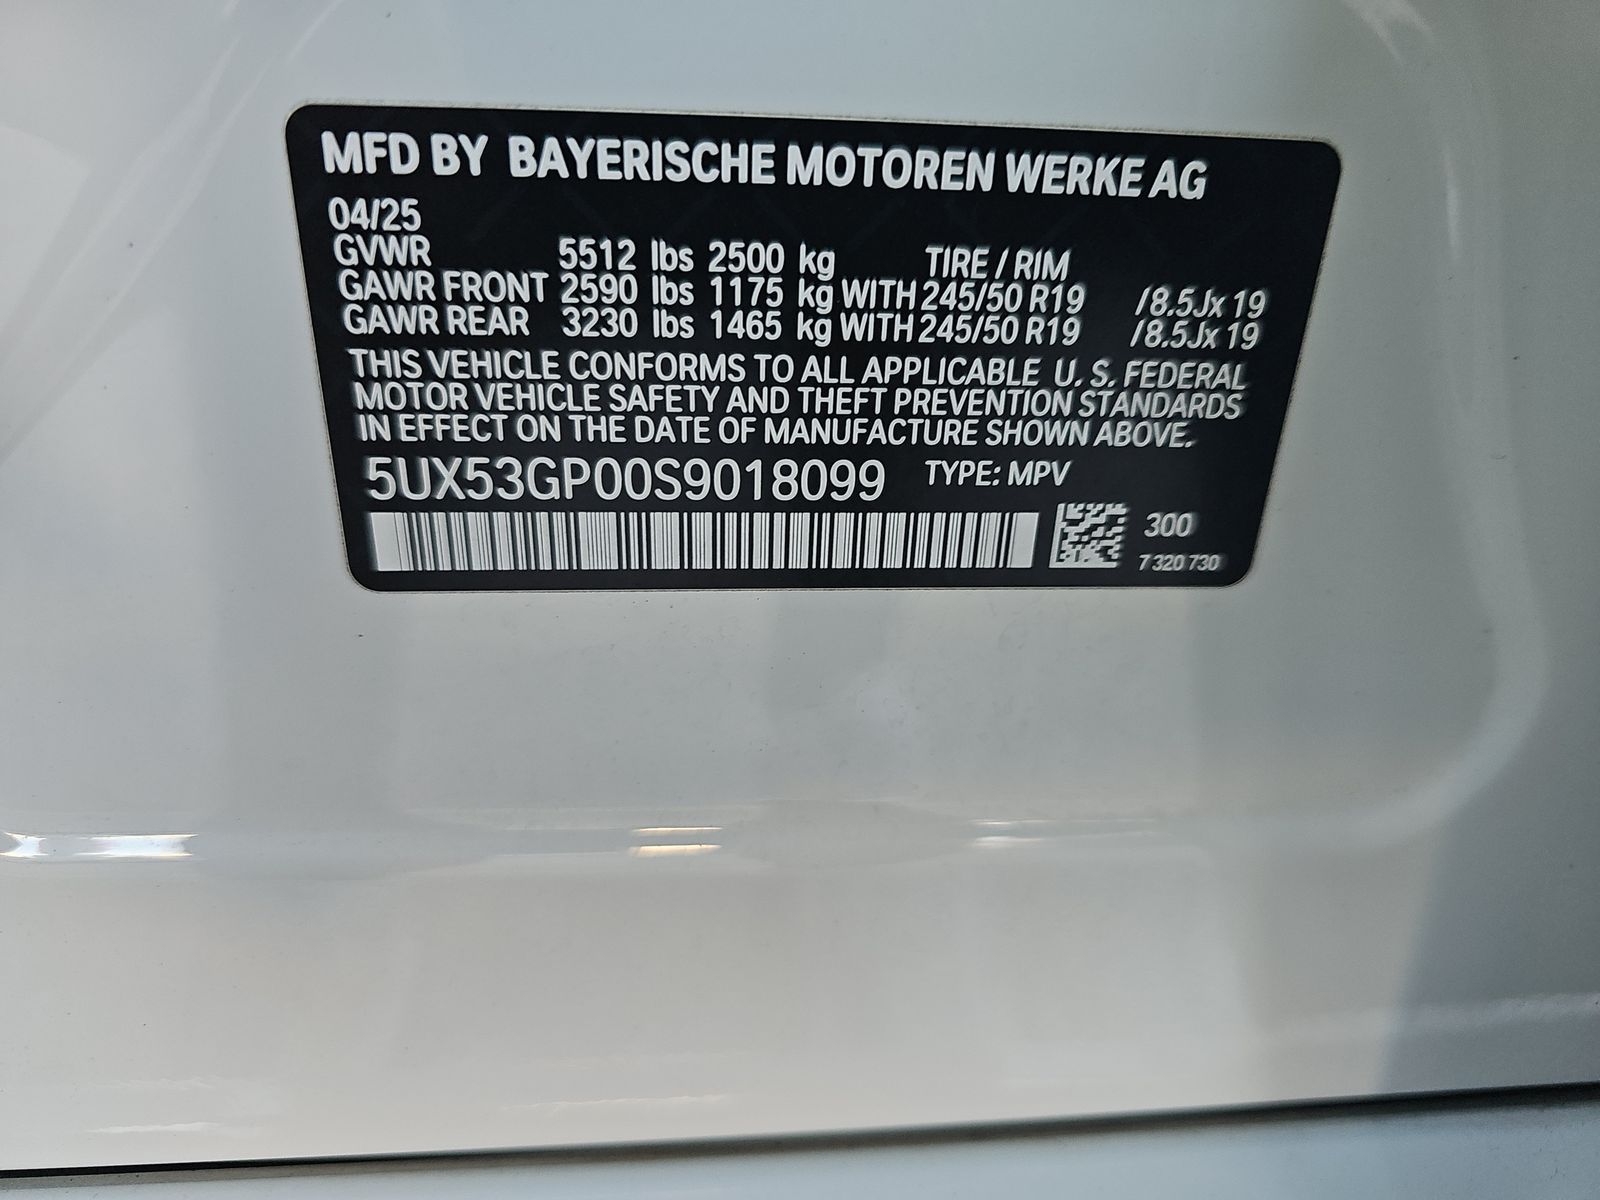 MFD BY BAYERISCHE MOTOREN WERKE AG
04/25
GVWR 5512 lbs 2500 kg TIRE / RIM
GAWR FRONT 2590 lbs 1175 kg WITH 245/50 R19 /8.5Jx 19
GAWR REAR 3230 lbs 1465 kg WITH 245/50 R19 /8.5Jx 19
THIS VEHICLE CONFORMS TO ALL APPLICABLE U. S. FEDERAL
MOTOR VEHICLE SAFETY AND THEFT PREVENTION STANDARDS
IN EFFECT ON THE DATE OF MANUFACTURE SHOWN ABOVE.
5UX53GP00S9018099 TYPE: MPV
300
7 320 730